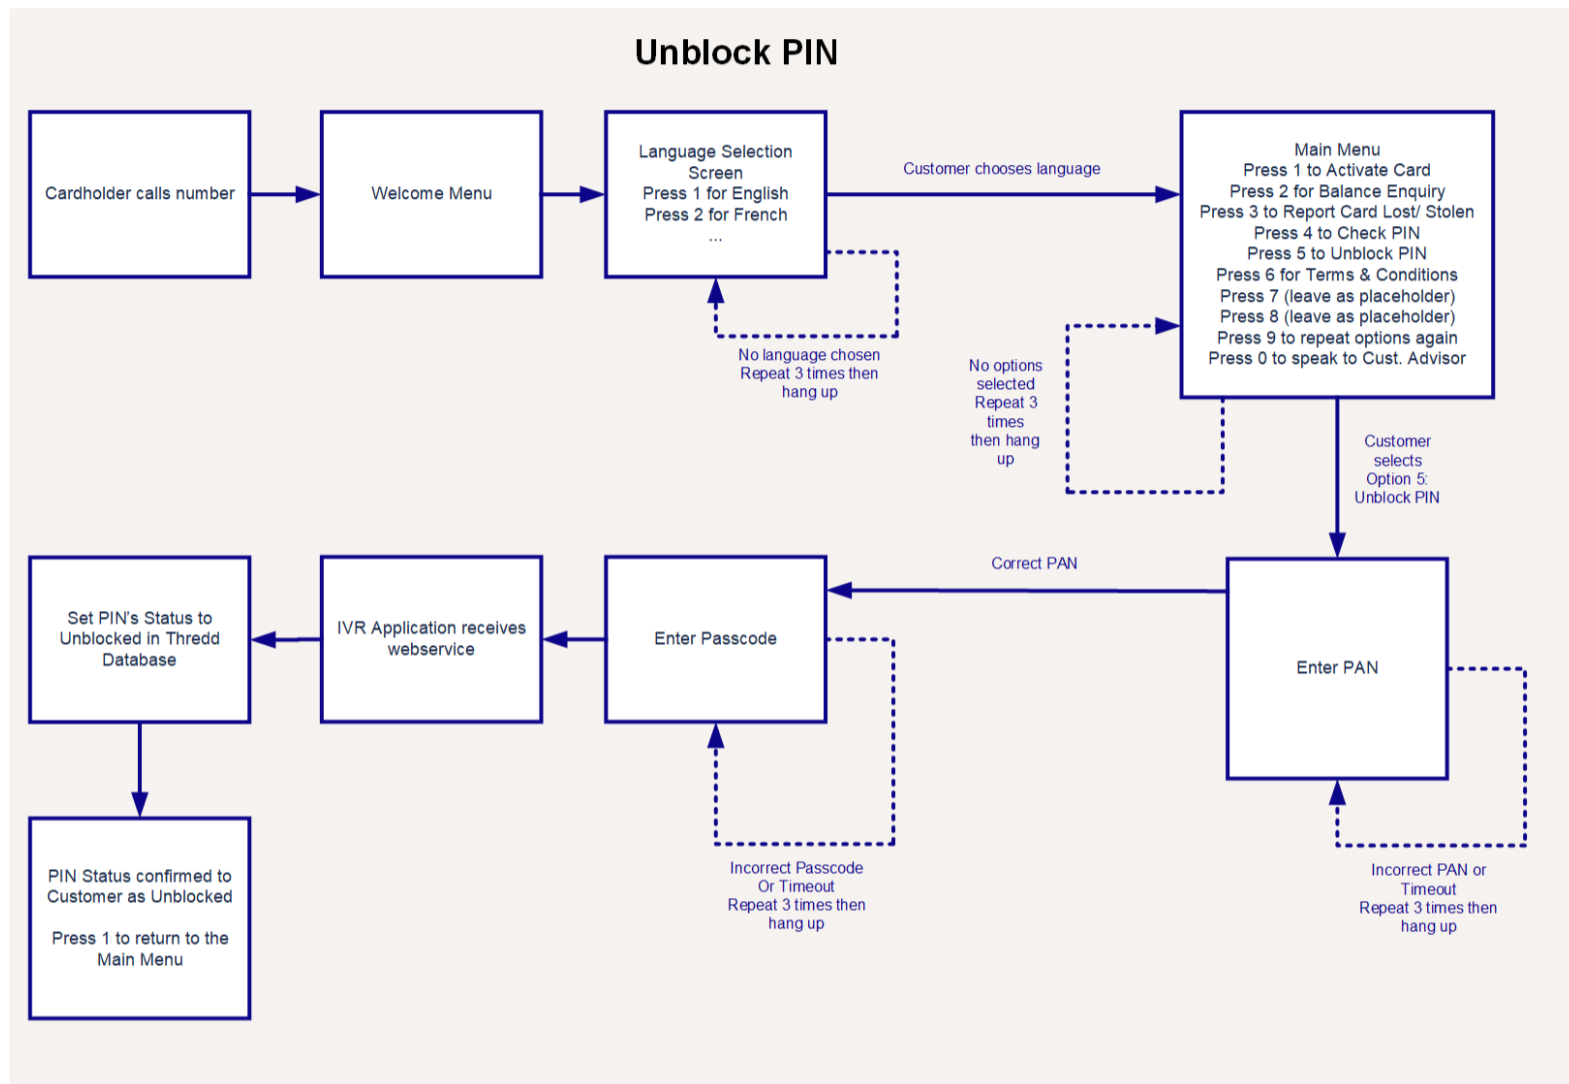 Unblock PIN
Cardholder calls number
Welcome Menu
Language Selection
Screen
Press 1 for English
Press 2 for French
...
Customer chooses language
Main Menu
Press 1 to Activate Card
Press 2 for Balance Enquiry
Press 3 to Report Card Lost/ Stolen
Press 4 to Check PIN
Press 5 to Unblock PIN
Press 6 for Terms & Conditions
Press 7 (leave as placeholder)
Press 8 (leave as placeholder)
Press 9 to repeat options again
Press 0 to speak to Cust. Advisor
No language chosen
Repeat 3 times then
hang up
No options
selected
Repeat 3
times
then hang
up
Customer
selects
Option 5:
Unblock PIN
Set PIN's Status to
Unblocked in Thredd
Database
IVR Application receives
webservice
Enter Passcode
Correct PAN
Enter PAN
PIN Status confirmed to
Customer as Unblocked
Press 1 to return to the
Main Menu
Incorrect Passcode
Or Timeout
Repeat 3 times then
hang up
Incorrect PAN or
Timeout
Repeat 3 times then
hang up